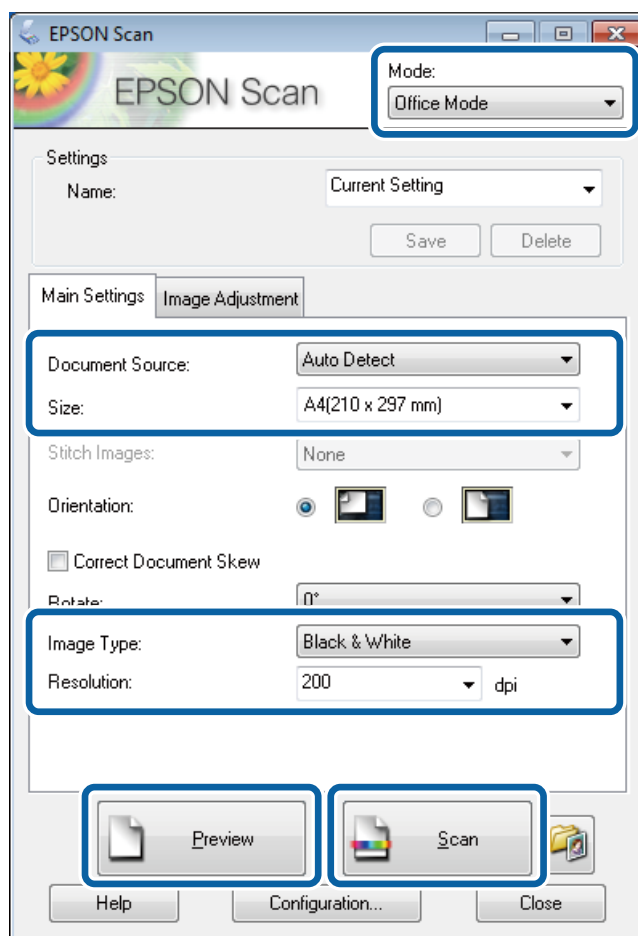 EPSON Scan
EPSON Scan
Mode:
Office Mode
Settings
Name: Current Setting
Save Delete
Main Settings Image Adjustment
Document Source: Auto Detect
Size: A4(210 x 297 mm)
Stitch Images: None
Orientation:
Correct Document Skew
Rotate: 0°
Image Type: Black & White
Resolution: 200 dpi
Preview Scan
Help Configuration... Close